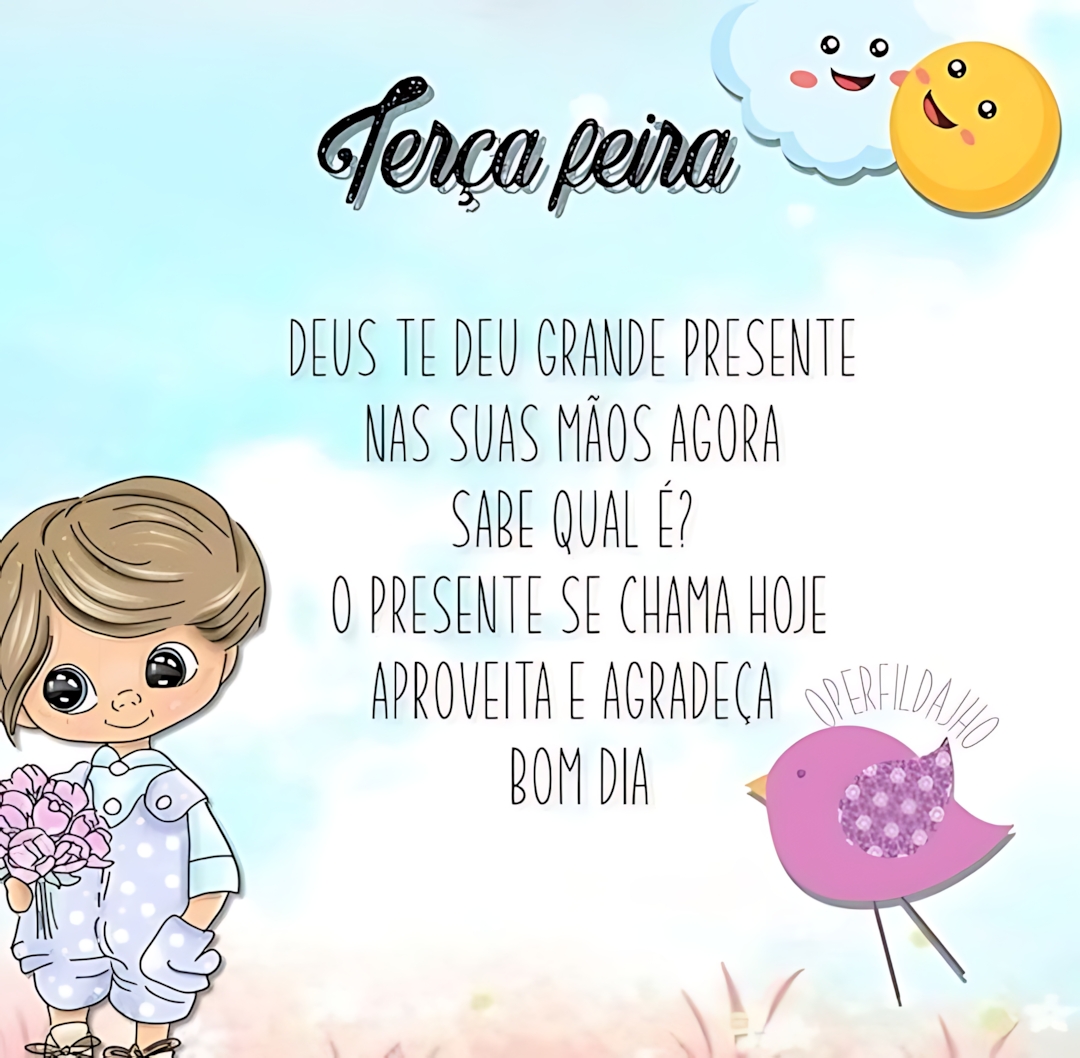 Terça feira
DEUS TE DEU GRANDE PRESENTE
NAS SUAS MÃOS AGORA
SABE QUAL É?
O PRESENTE SE CHAMA HOJE
APROVEITA E AGRADEÇA
OPERFILDAJHO
BOM DIA